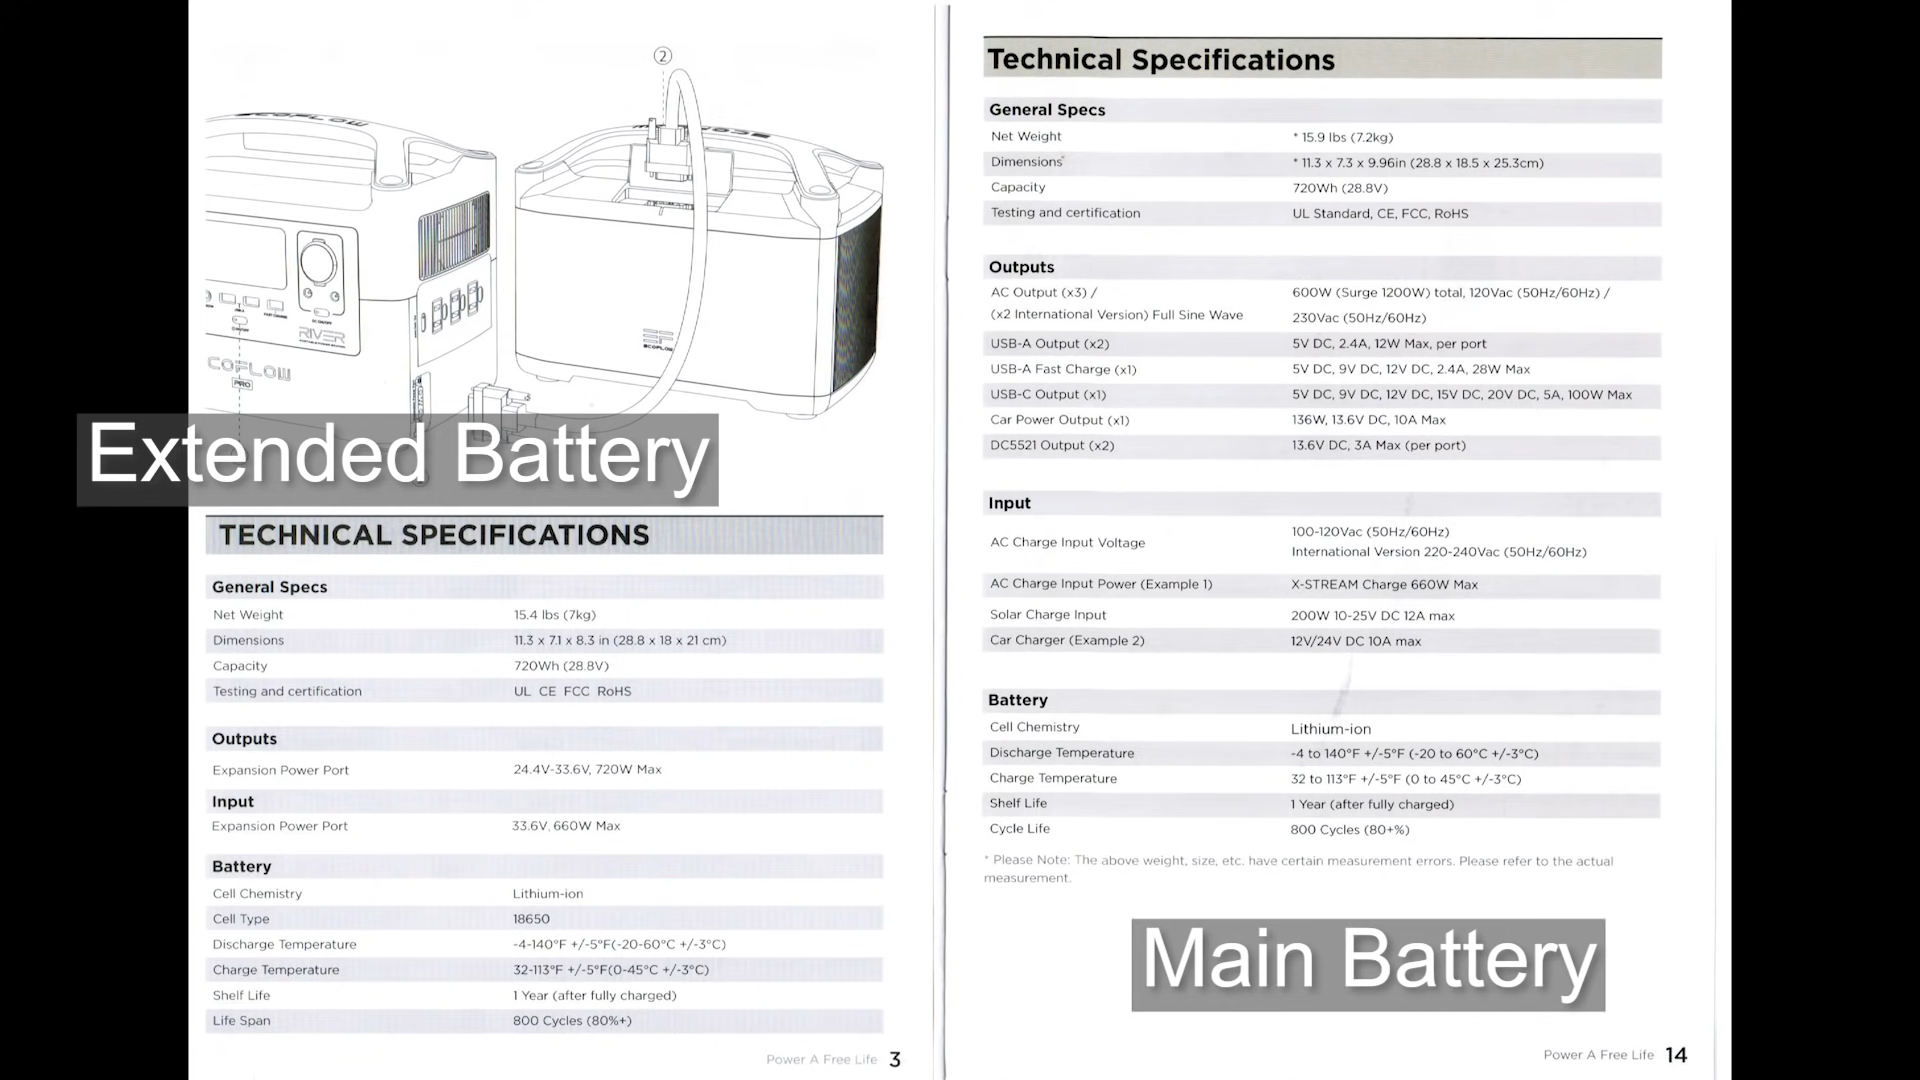 ②
ECOFLOW
RIVER
COFLOW
PRO
EF
ECOFLOW
Extended Battery
TECHNICAL SPECIFICATIONS
General Specs
Net Weight 15.4 lbs (7kg)
Dimensions 11.3 x 7.1 x 8.3 in (28.8 x 18 x 21 cm)
Capacity 720Wh (28.8V)
Testing and certification UL CE FCC RoHS
Outputs
Expansion Power Port 24.4V-33.6V, 720W Max
Input
Expansion Power Port 33.6V, 660W Max
Battery
Cell Chemistry Lithium-ion
Cell Type 18650
Discharge Temperature -4-140°F +/-5°F(-20-60°C +/-3°C)
Charge Temperature 32-113°F +/-5°F(0-45°C +/-3°C)
Shelf Life 1 Year (after fully charged)
Life Span 800 Cycles (80%+)
Power A Free Life 3
Technical Specifications
General Specs
Net Weight * 15.9 lbs (7.2kg)
Dimensions * 11.3 x 7.3 x 9.96in (28.8 x 18.5 x 25.3cm)
Capacity 720Wh (28.8V)
Testing and certification UL Standard, CE, FCC, RoHS
Outputs
AC Output (x3) / 600W (Surge 1200W) total, 120Vac (50Hz/60Hz) /
(x2 International Version) Full Sine Wave 230Vac (50Hz/60Hz)
USB-A Output (x2) 5V DC, 2.4A, 12W Max, per port
USB-A Fast Charge (x1) 5V DC, 9V DC, 12V DC, 2.4A, 28W Max
USB-C Output (x1) 5V DC, 9V DC, 12V DC, 15V DC, 20V DC, 5A, 100W Max
Car Power Output (x1) 136W, 13.6V DC, 10A Max
DC5521 Output (x2) 13.6V DC, 3A Max (per port)
Input
AC Charge Input Voltage 100-120Vac (50Hz/60Hz)
International Version 220-240Vac (50Hz/60Hz)
AC Charge Input Power (Example 1) X-STREAM Charge 660W Max
Solar Charge Input 200W 10-25V DC 12A max
Car Charger (Example 2) 12V/24V DC 10A max
Battery
Cell Chemistry Lithium-ion
Discharge Temperature -4 to 140°F +/-5°F (-20 to 60°C +/-3°C)
Charge Temperature 32 to 113°F +/-5°F (0 to 45°C +/-3°C)
Shelf Life 1 Year (after fully charged)
Cycle Life 800 Cycles (80+%)
* Please Note: The above weight, size, etc. have certain measurement errors. Please refer to the actual
measurement.
Main Battery
Power A Free Life 14